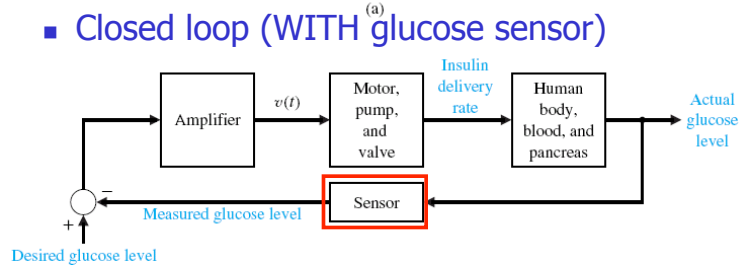 (a)
▪ Closed loop (WITH glucose sensor)
Amplifier
v(t)
Motor,
pump,
and
valve
Insulin
delivery
rate
Human
body,
blood, and
pancreas
Actual
glucose
level
Sensor
−
+
Measured glucose level
Desired glucose level